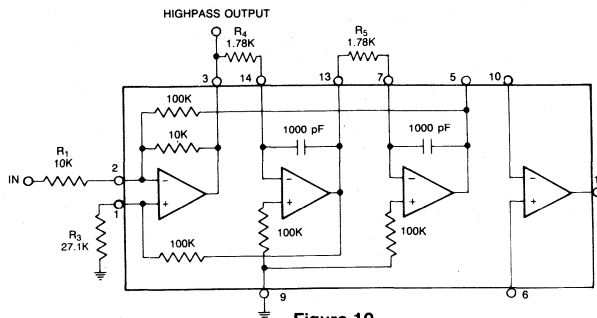 HIGHPASS OUTPUT
R4
1.78K
R5
1.78K
3
14
13
7
5
10
100K
10K
1000 pF
1000 pF
R1
10K
IN
2
1
R3
27.1K
100K
100K
100K
9
6
Figure 10